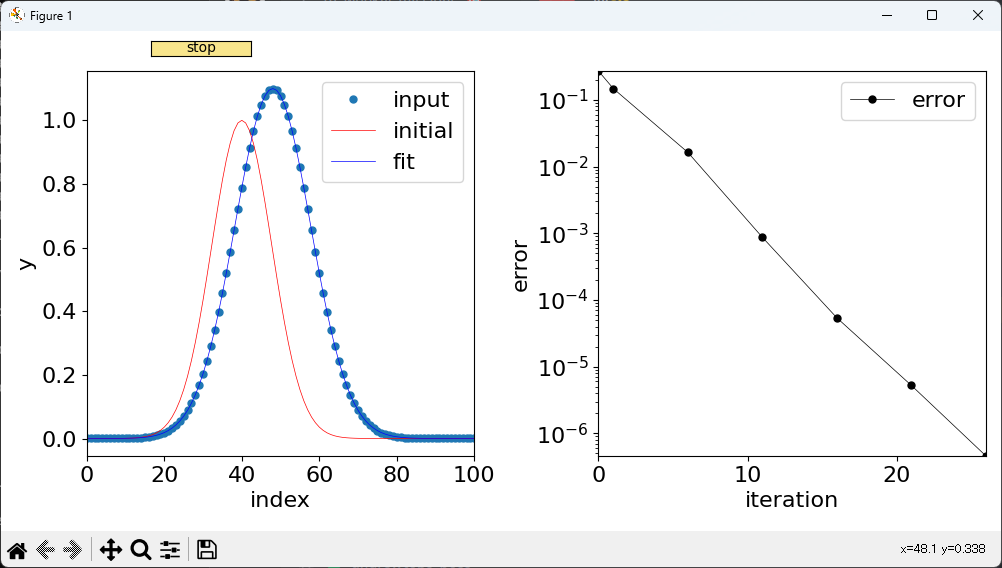 Figure 1
stop
input
initial
fit
y
0.0
0.2
0.4
0.6
0.8
1.0
0 20 40 60 80 100
index
error
error
10⁻¹
10⁻²
10⁻³
10⁻⁴
10⁻⁵
10⁻⁶
0 10 20
iteration
x=48.1 y=0.338